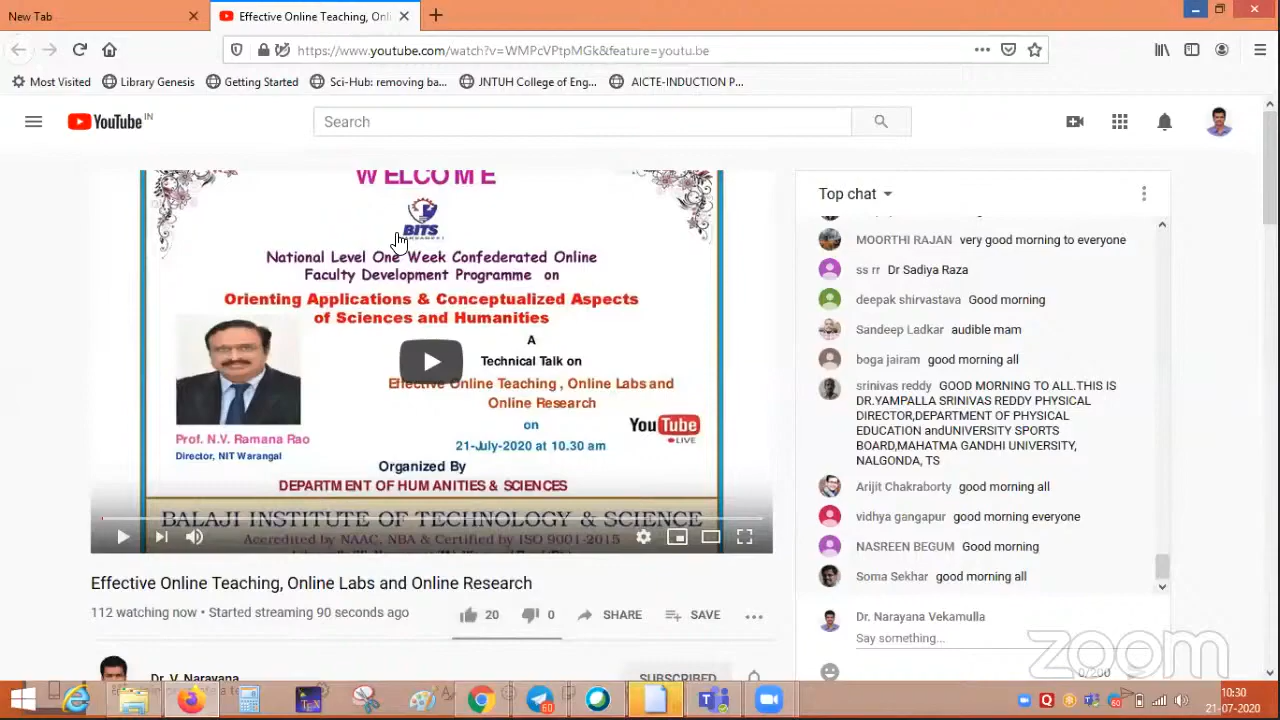 New Tab
Effective Online Teaching, Onl
https://www.youtube.com/watch?v=WMPcVPtpMGk&feature=youtu.be
Most Visited
Library Genesis
Getting Started
Sci-Hub: removing ba...
JNTUH College of Eng...
AICTE-INDUCTION P...
YouTube IN
Search
WELCOME
BITS
National Level One Week Confederated Online
Faculty Development Programme on
Orienting Applications & Conceptualized Aspects
of Sciences and Humanities
A
Technical Talk on
Effective Online Teaching , Online Labs and
Online Research
on
21-July-2020 at 10.30 am
YouTube
LIVE
Prof. N.V. Ramana Rao
Director, NIT Warangal
Organized By
DEPARTMENT OF HUMANITIES & SCIENCES
BALAJI INSTITUTE OF TECHNOLOGY & SCIENCE
Accredited by NAAC, NBA & Certified by ISO 9001-2015
Effective Online Teaching, Online Labs and Online Research
112 watching now • Started streaming 90 seconds ago
20
0
SHARE
SAVE
Dr. V. Narayana
SUBSCRIBED
Top chat
MOORTHI RAJAN very good morning to everyone
ss rr Dr Sadiya Raza
deepak shirvastava Good morning
Sandeep Ladkar audible mam
boga jairam good morning all
srinivas reddy GOOD MORNING TO ALL.THIS IS
DR.YAMPALLA SRINIVAS REDDY PHYSICAL
DIRECTOR,DEPARTMENT OF PHYSICAL
EDUCATION andUNIVERSITY SPORTS
BOARD,MAHATMA GANDHI UNIVERSITY,
NALGONDA, TS
Arijit Chakraborty good morning all
vidhya gangapur good morning everyone
NASREEN BEGUM Good morning
Soma Sekhar good morning all
Dr. Narayana Vekamulla
Say something...
0/200
zoom
10:30
21-07-2020